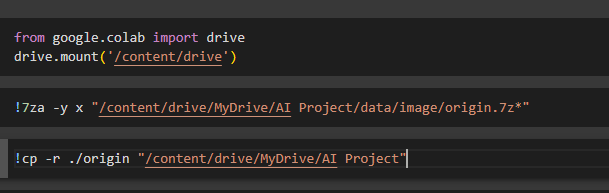 from google.colab import drive
drive.mount('/content/drive')
!7za -y x "/content/drive/MyDrive/AI Project/data/image/origin.7z*"
!cp -r ./origin "/content/drive/MyDrive/AI Project"